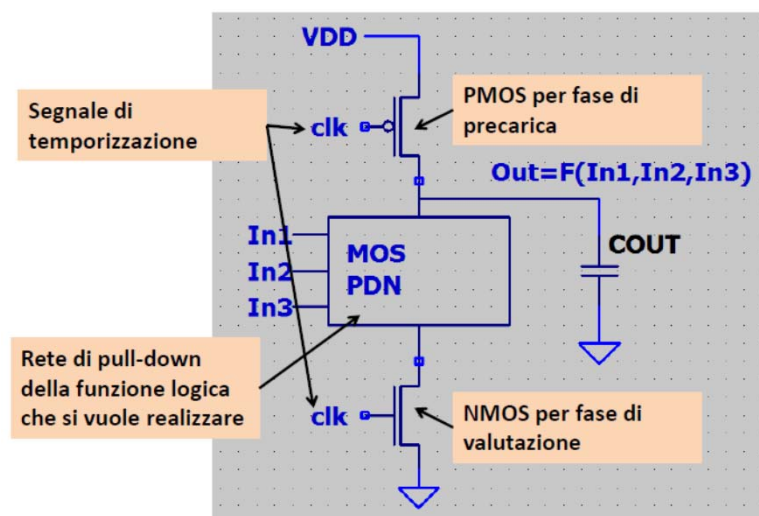 VDD
Segnale di
temporizzazione
clk
PMOS per fase di
precarica
Out=F(In1,In2,In3)
In1
In2
In3
MOS
PDN
COUT
Rete di pull-down
della funzione logica
che si vuole realizzare
clk
NMOS per fase di
valutazione